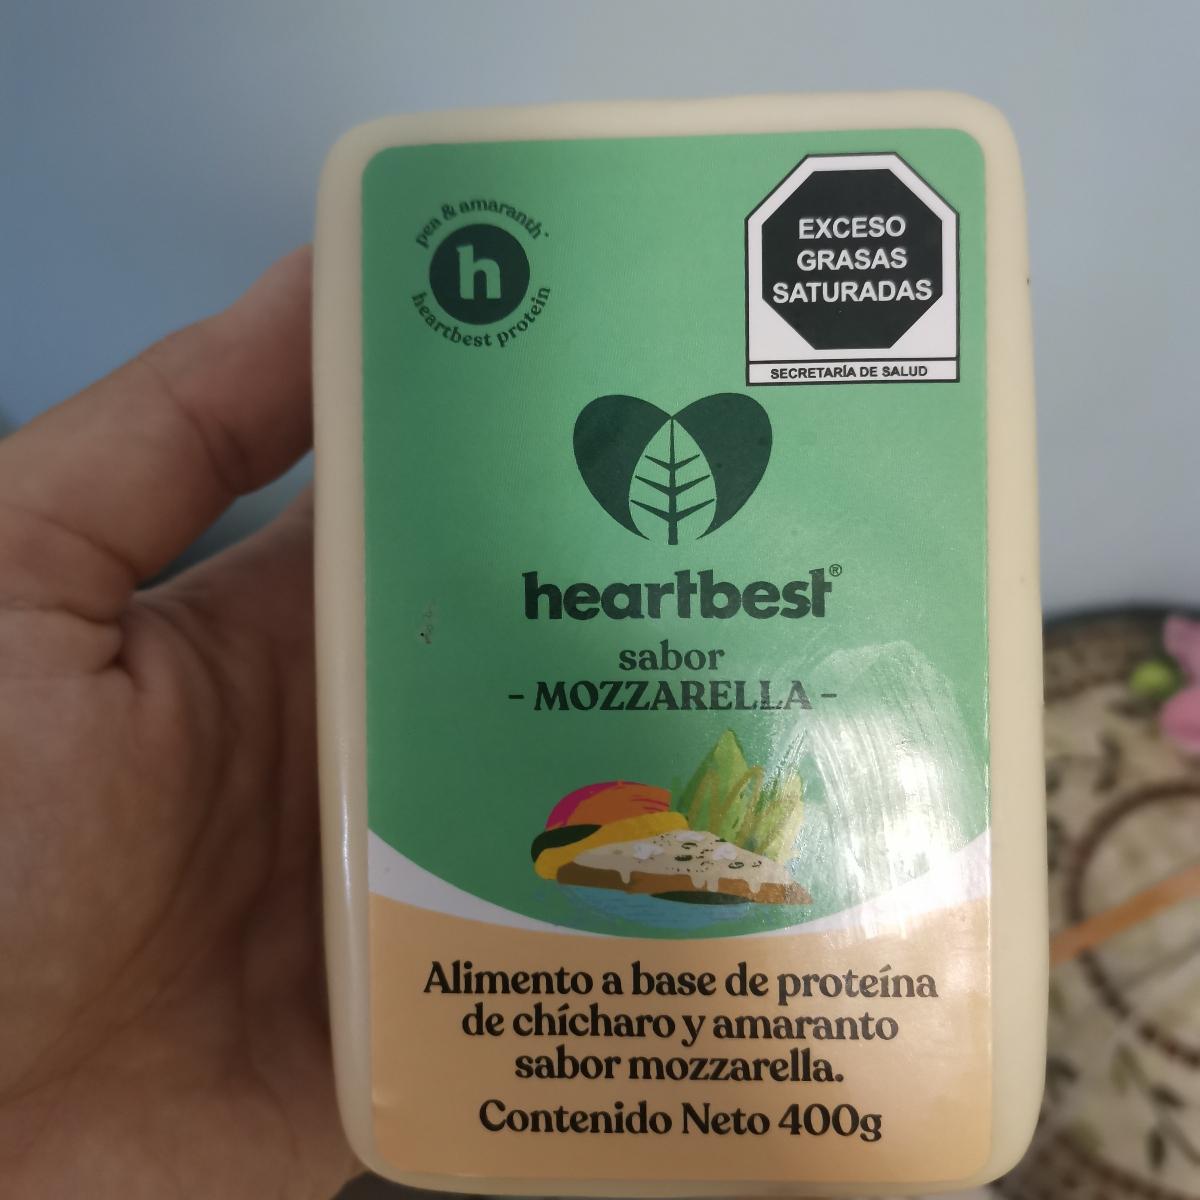 pea & amaranth
h
heartbest protein
EXCESO
GRASAS
SATURADAS
SECRETARÍA DE SALUD
heartbest®
sabor
- MOZZARELLA -
Alimento a base de proteína
de chícharo y amaranto
sabor mozzarella.
Contenido Neto 400g